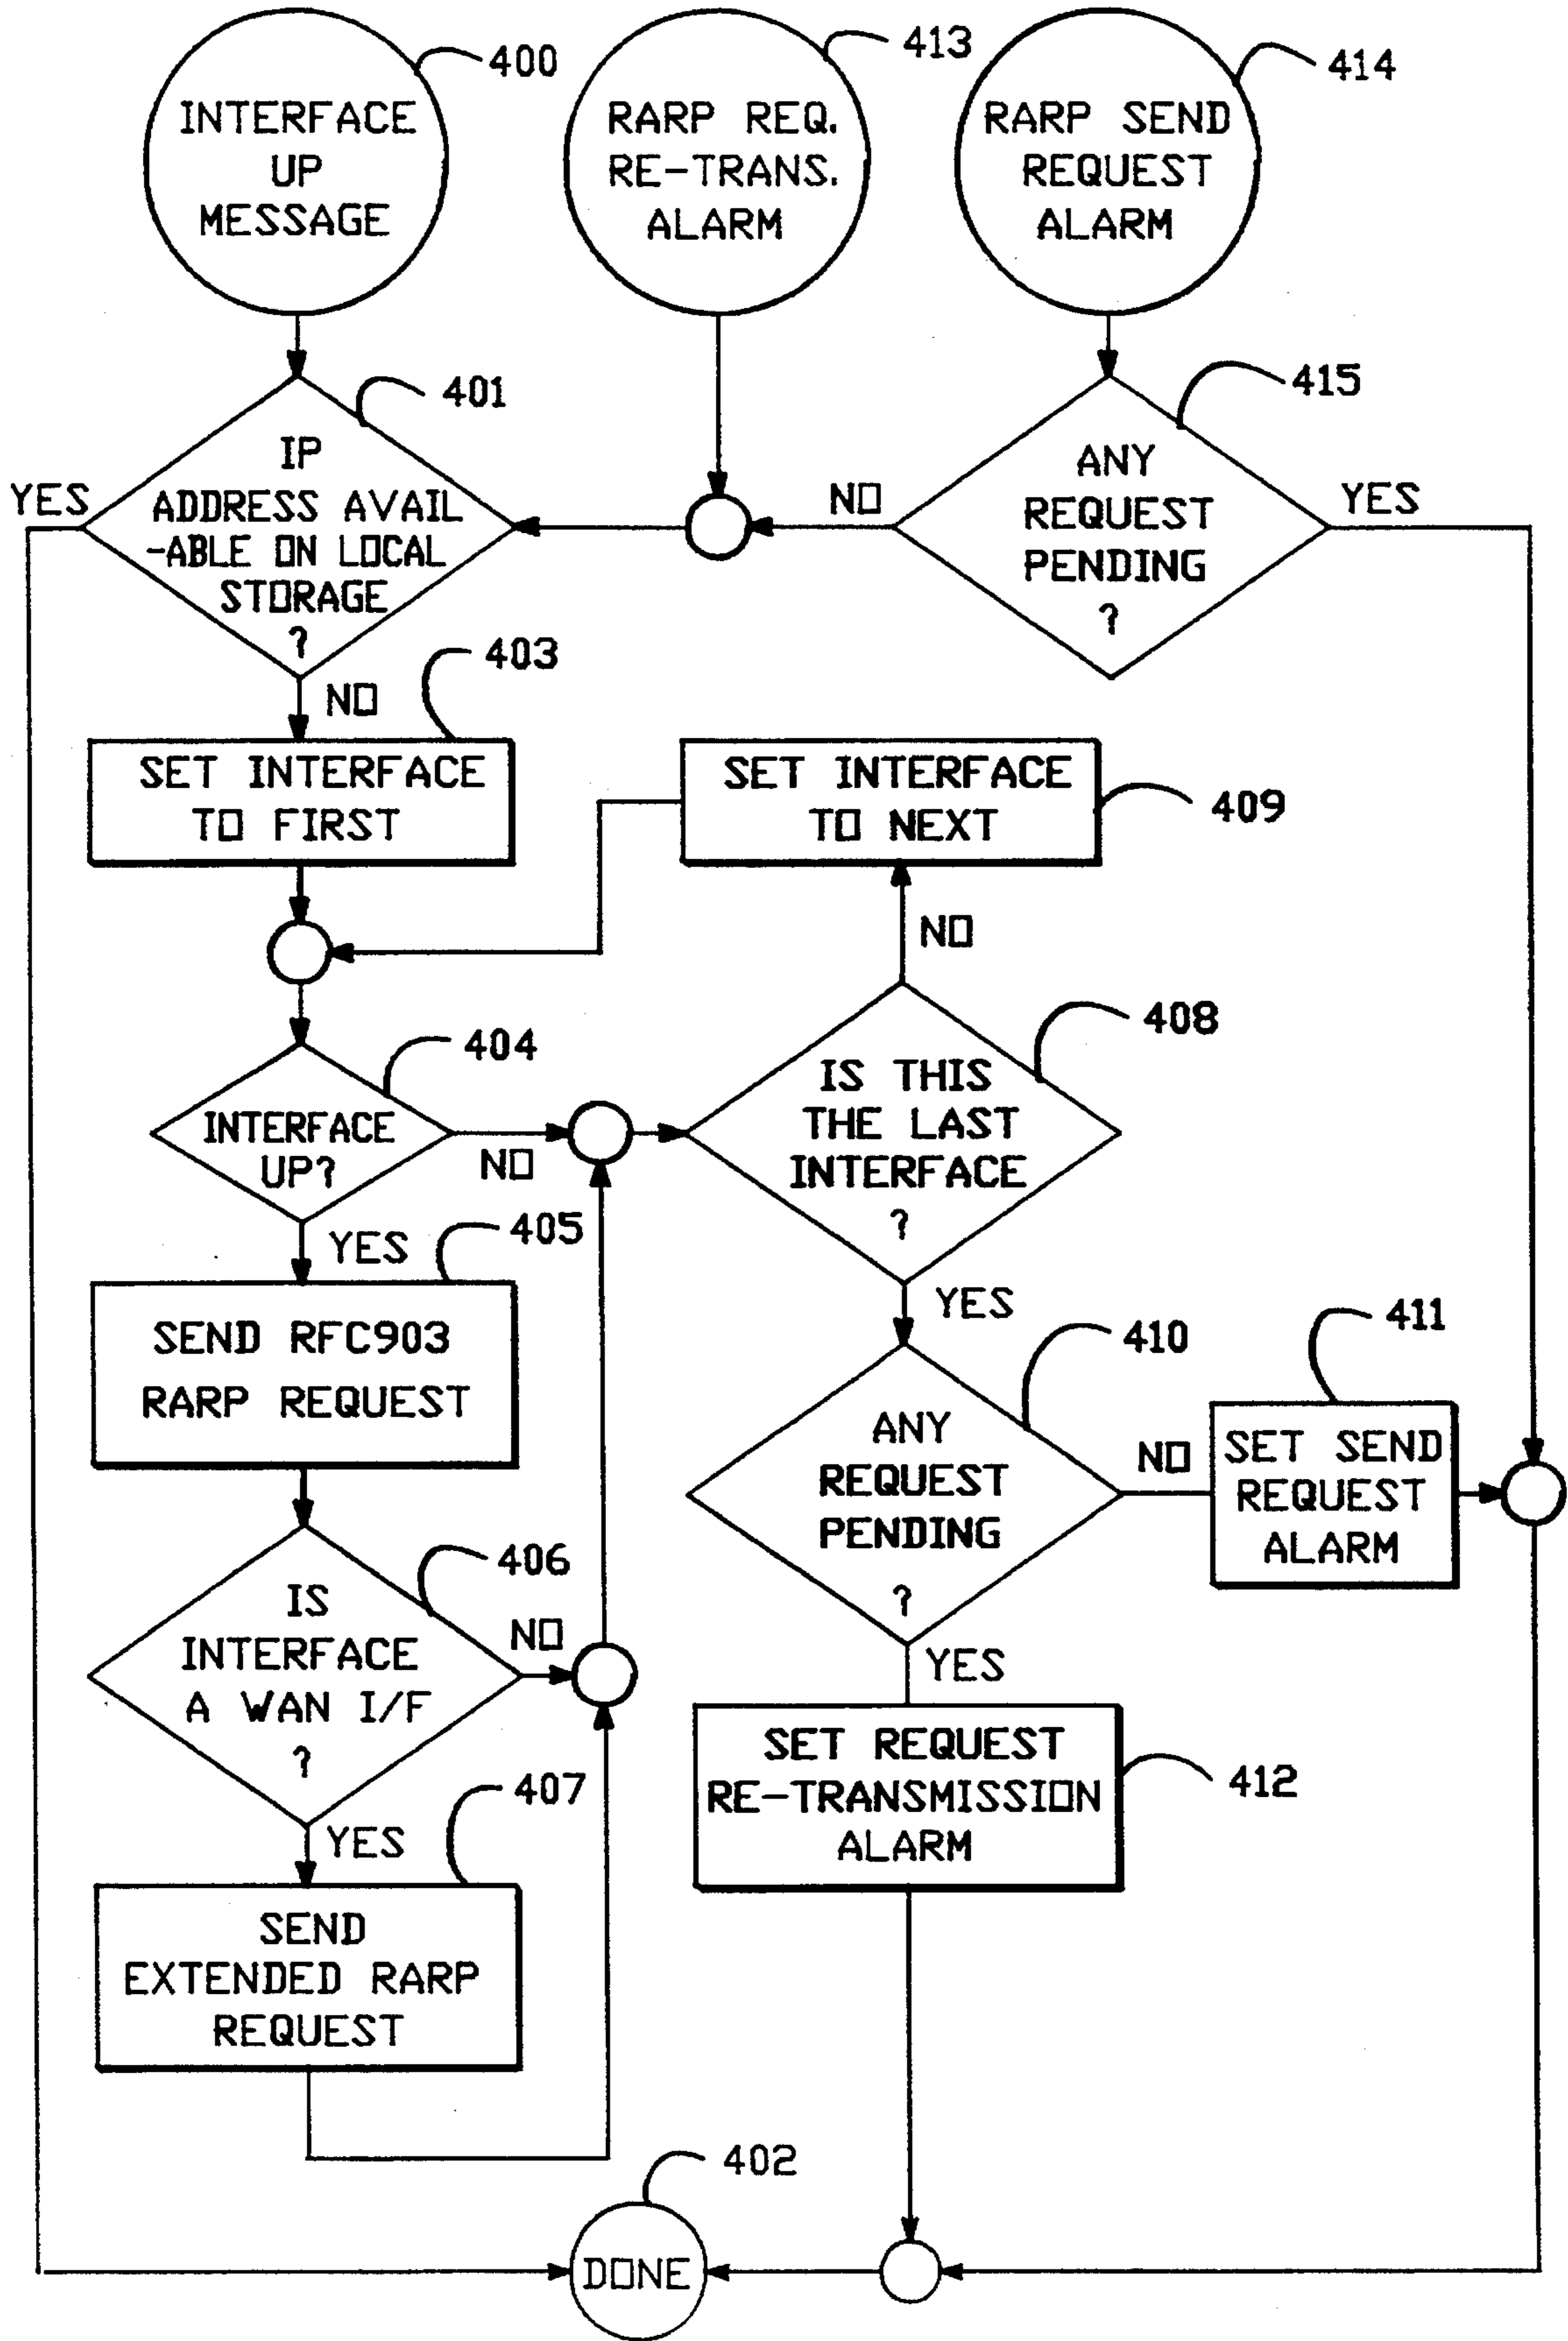 400
INTERFACE
UP
MESSAGE
413
RARP REQ.
RE-TRANS.
ALARM
414
RARP SEND
REQUEST
ALARM
401
IP
ADDRESS AVAIL
-ABLE ON LOCAL
STORAGE
?
YES
NO
415
ANY
REQUEST
PENDING
?
NO
YES
403
SET INTERFACE
TO FIRST
SET INTERFACE
TO NEXT
409
NO
404
INTERFACE
UP?
NO
YES
408
IS THIS
THE LAST
INTERFACE
?
YES
405
SEND RFC903
RARP REQUEST
410
ANY
REQUEST
PENDING
?
NO
YES
411
SET SEND
REQUEST
ALARM
406
IS
INTERFACE
A WAN I/F
?
NO
YES
SET REQUEST
RE-TRANSMISSION
ALARM
412
407
SEND
EXTENDED RARP
REQUEST
402
DONE